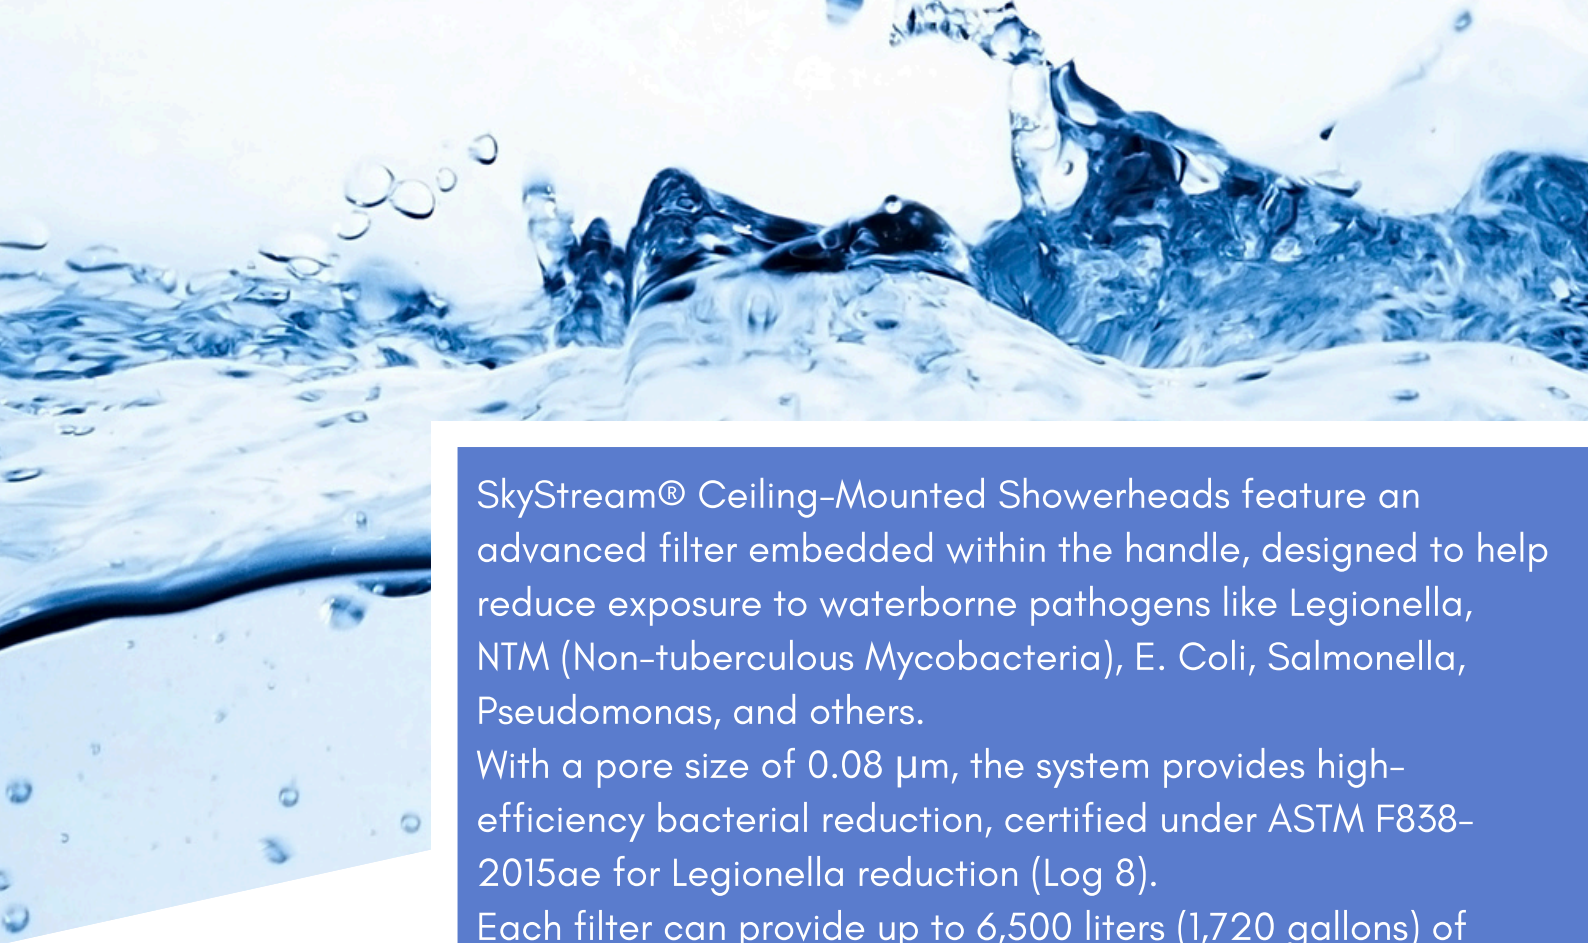 SkyStream® Ceiling-Mounted Showerheads feature an
advanced filter embedded within the handle, designed to help
reduce exposure to waterborne pathogens like Legionella,
NTM (Non-tuberculous Mycobacteria), E. Coli, Salmonella,
Pseudomonas, and others.
With a pore size of 0.08 μm, the system provides high-
efficiency bacterial reduction, certified under ASTM F838-
2015ae for Legionella reduction (Log 8).
Each filter can provide up to 6,500 liters (1,720 gallons) of